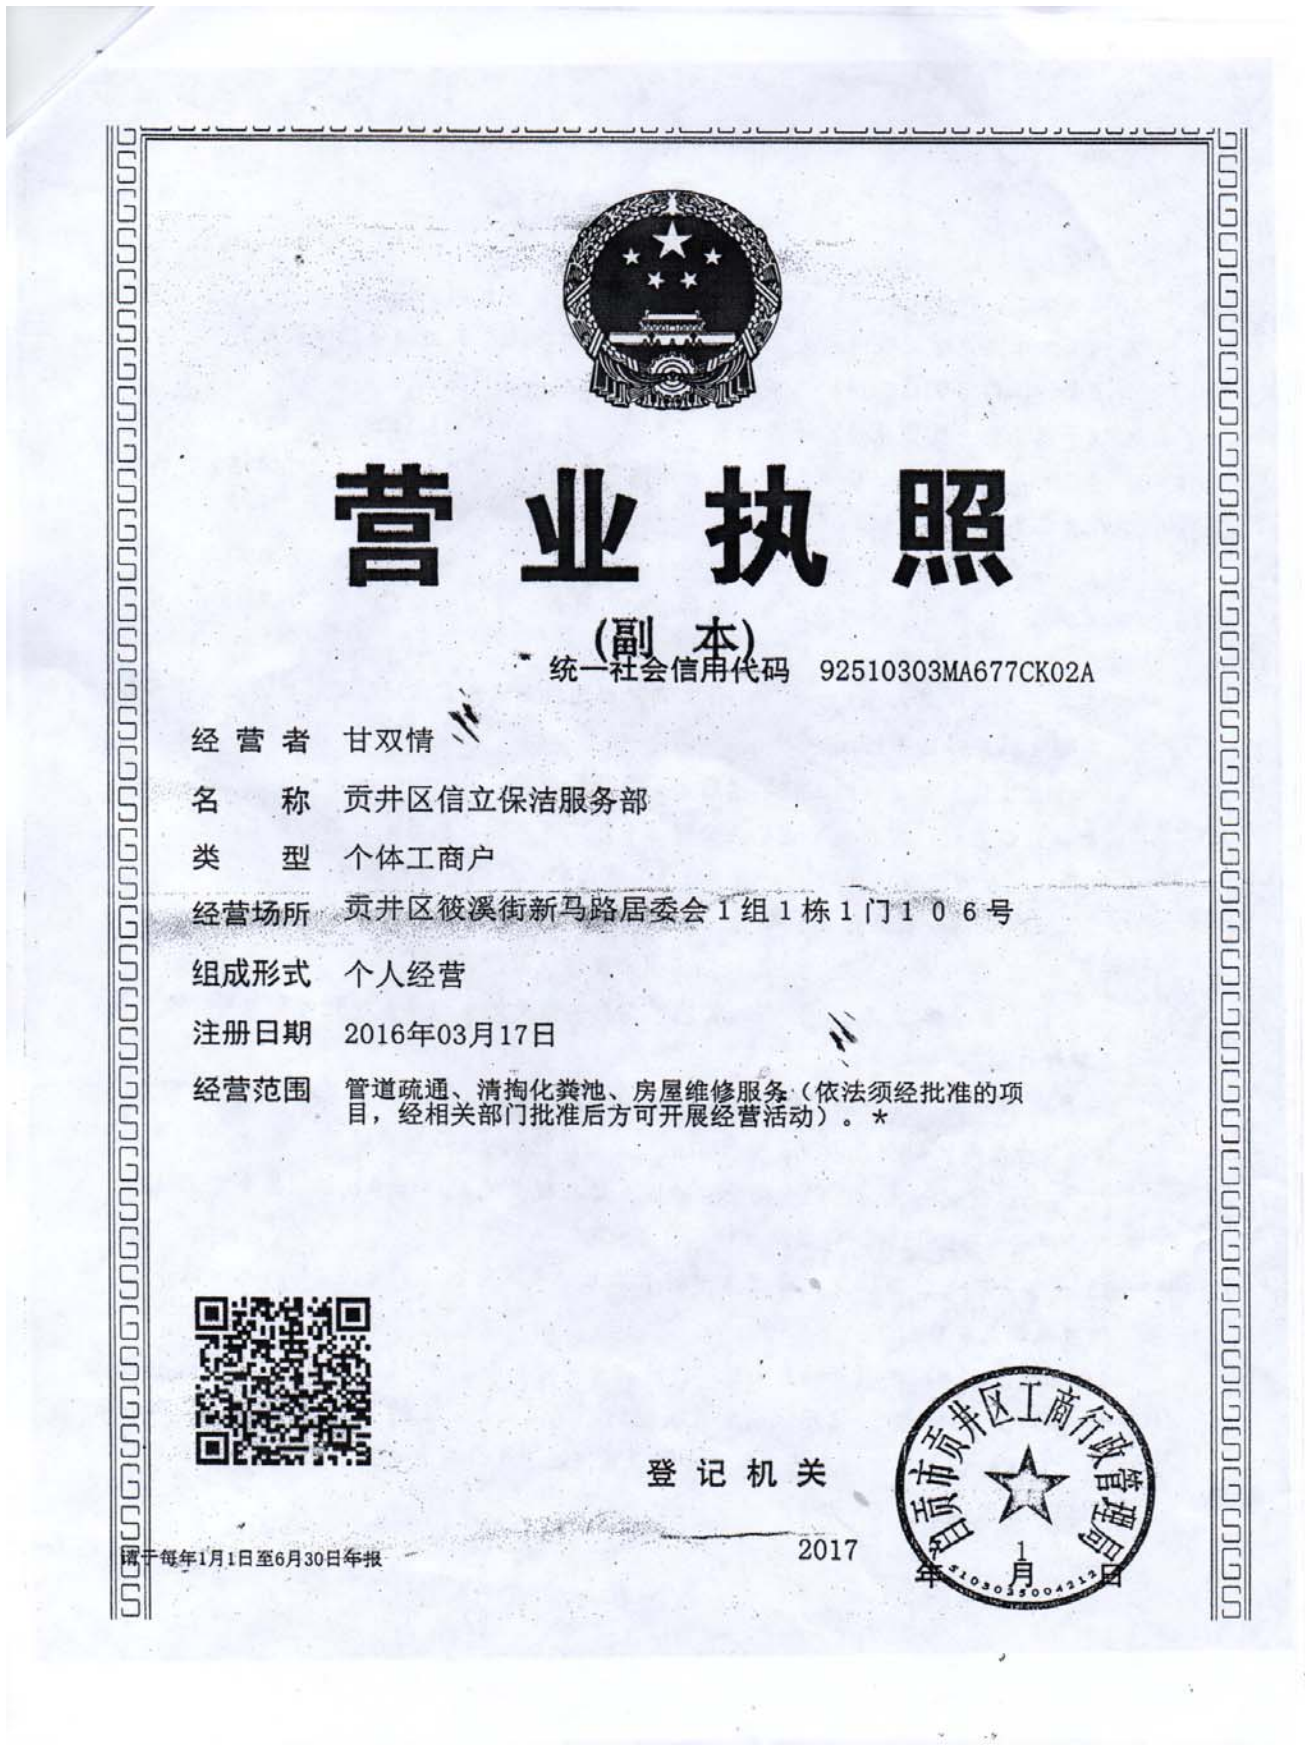 营业执照
(副 本)
统一社会信用代码 92510303MA677CK02A
经营者 甘双情
名称 贡井区信立保洁服务部
类型 个体工商户
经营场所 贡井区筱溪街新马路居委会1组1栋1门106号
组成形式 个人经营
注册日期 2016年03月17日
经营范围 管道疏通、清掏化粪池、房屋维修服务(依法须经批准的项
目,经相关部门批准后方可开展经营活动)。*
登记机关
自贡市贡井区工商行政管理局
2017年 1月 日
请于每年1月1日至6月30日年报